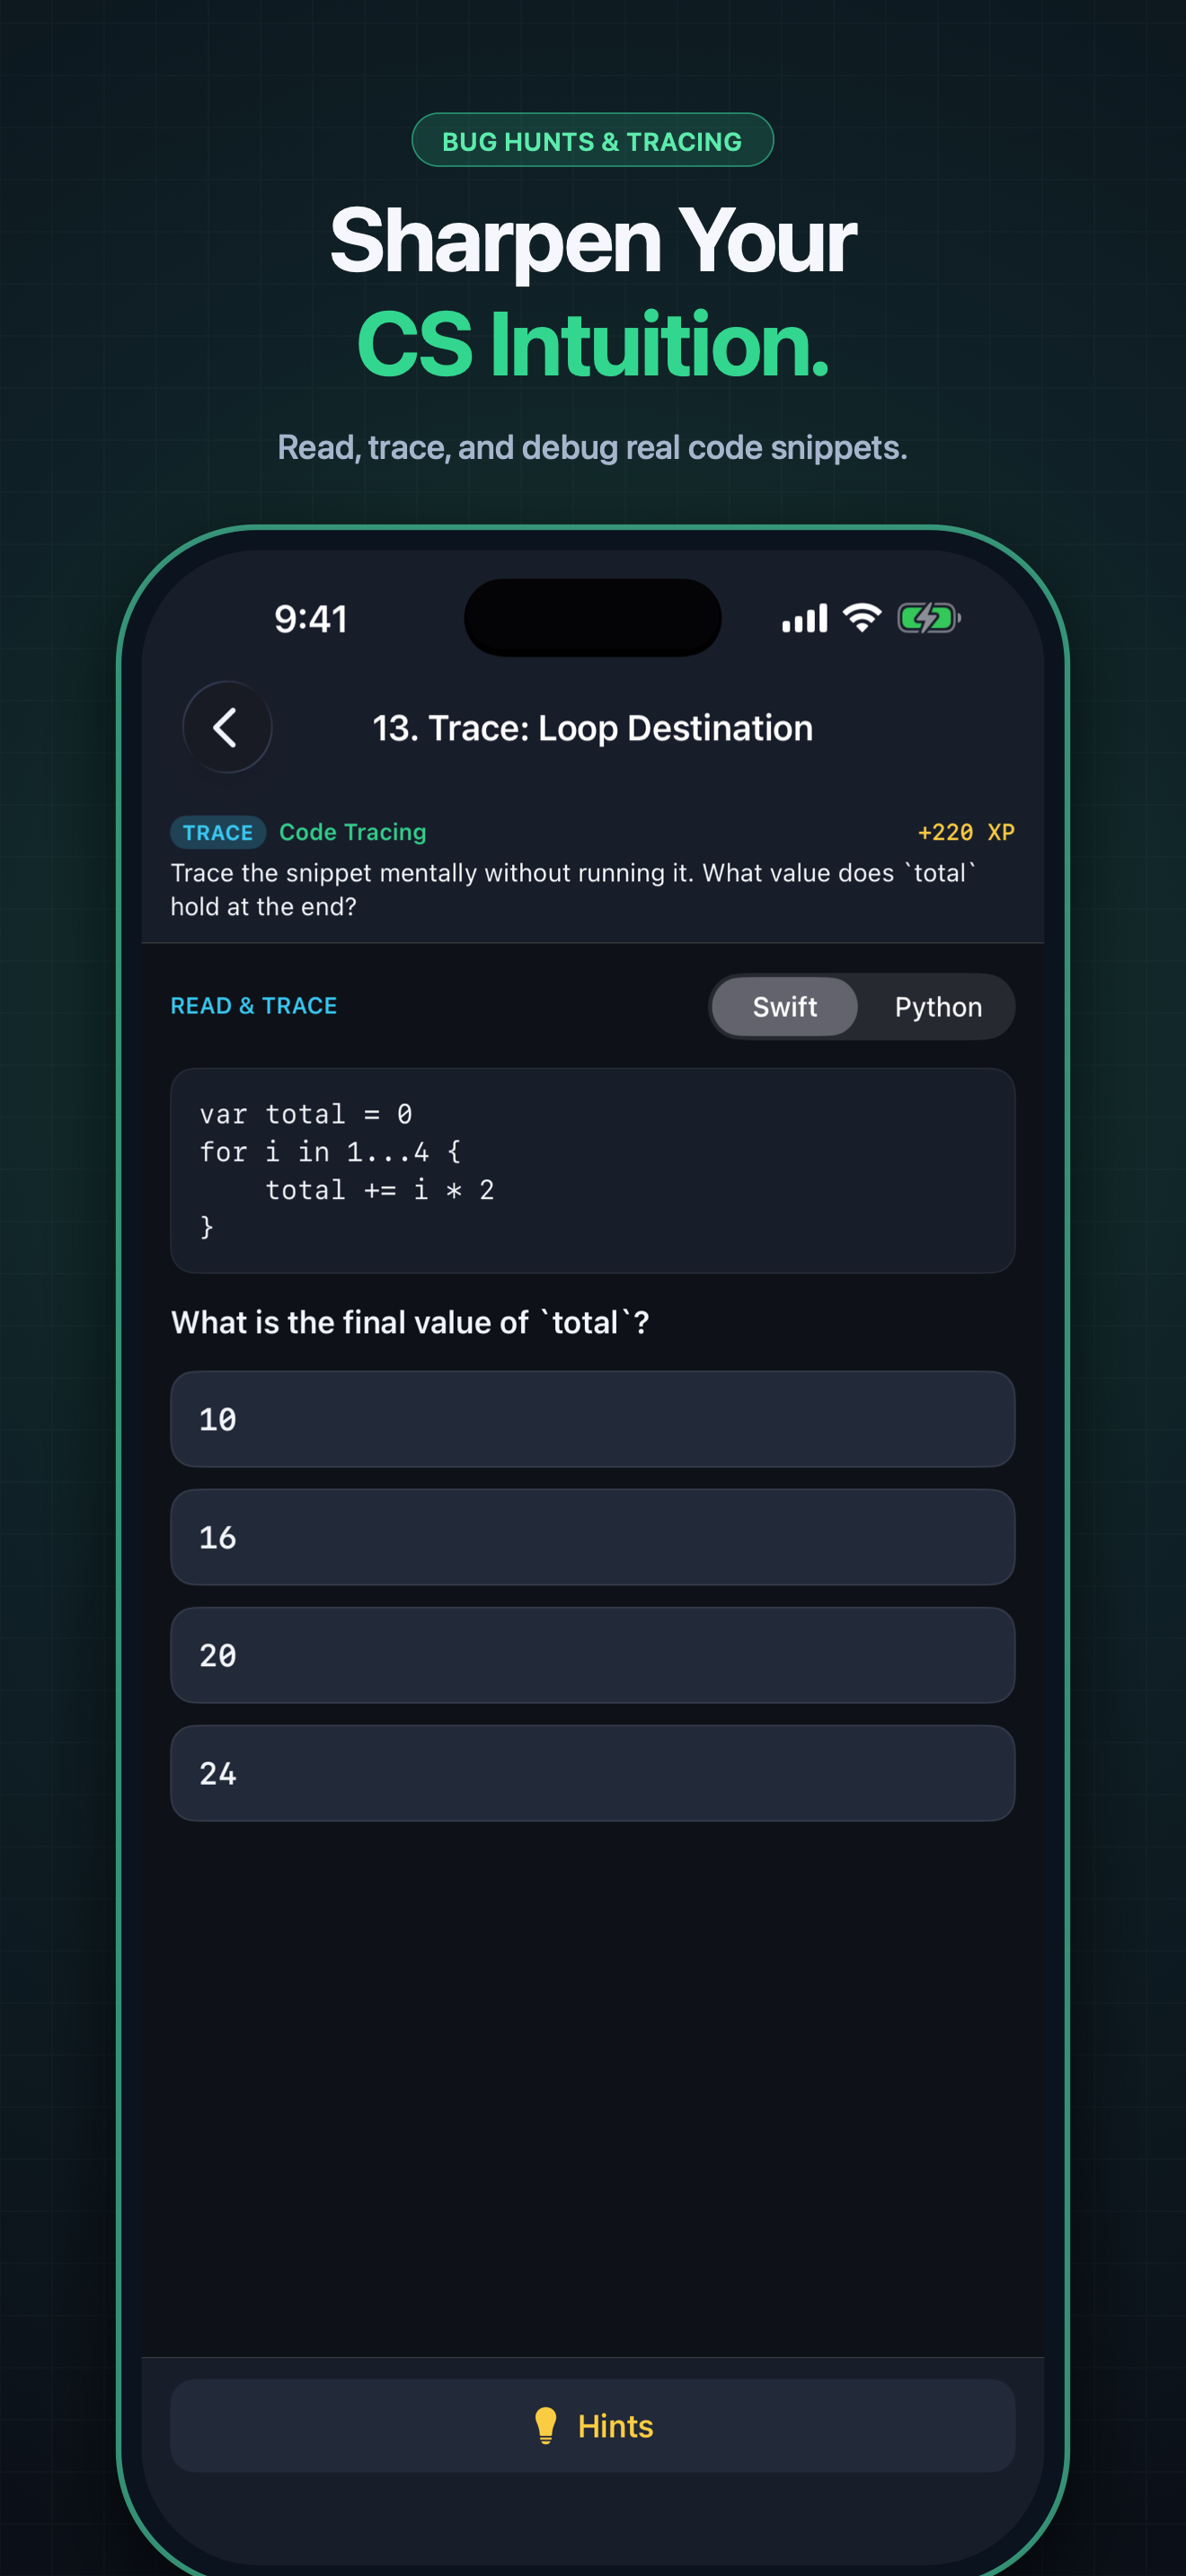 BUG HUNTS & TRACING
Sharpen Your
CS Intuition.
Read, trace, and debug real code snippets.
9:41
13. Trace: Loop Destination
TRACE Code Tracing +220 XP
Trace the snippet mentally without running it. What value does `total`
hold at the end?
READ & TRACE Swift Python
var total = 0
for i in 1...4 {
    total += i * 2
}
What is the final value of `total`?
10
16
20
24
Hints